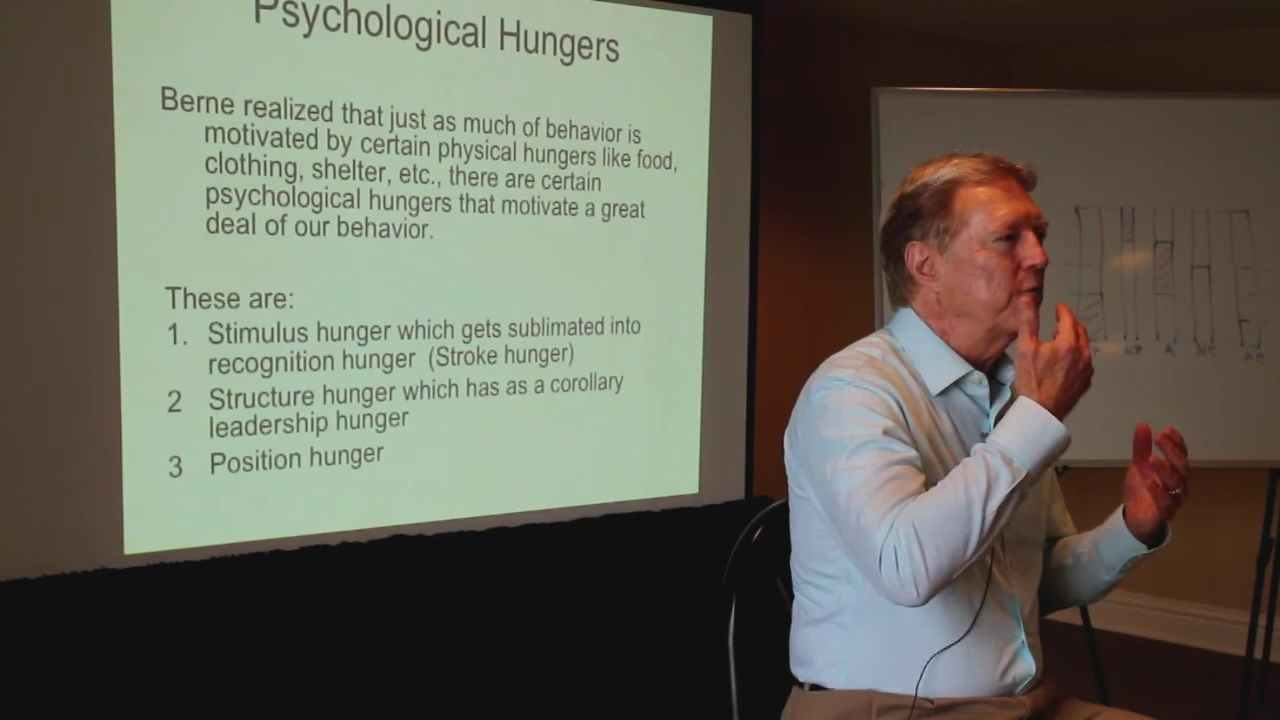 Psychological Hungers
Berne realized that just as much of behavior is
motivated by certain physical hungers like food,
clothing, shelter, etc., there are certain
psychological hungers that motivate a great
deal of our behavior.
These are:
1. Stimulus hunger which gets sublimated into
recognition hunger (Stroke hunger)
2 Structure hunger which has as a corollary
leadership hunger
3 Position hunger
A NC AC